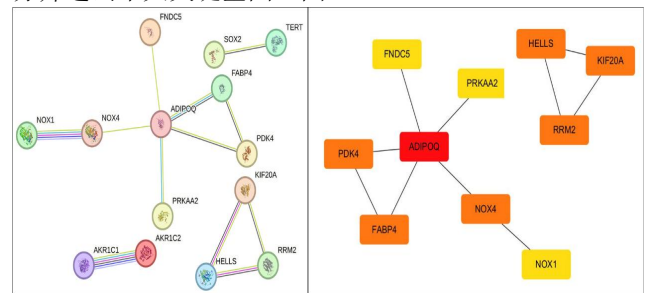 FNDC5
SOX2
TERT
FABP4
ADIPOQ
NOX1
NOX4
PDK4
KIF20A
PRKAA2
AKR1C2
AKR1C1
HELLS
RRM2
FNDC5
HELLS
KIF20A
PRKAA2
RRM2
ADIPOQ
PDK4
NOX4
FABP4
NOX1